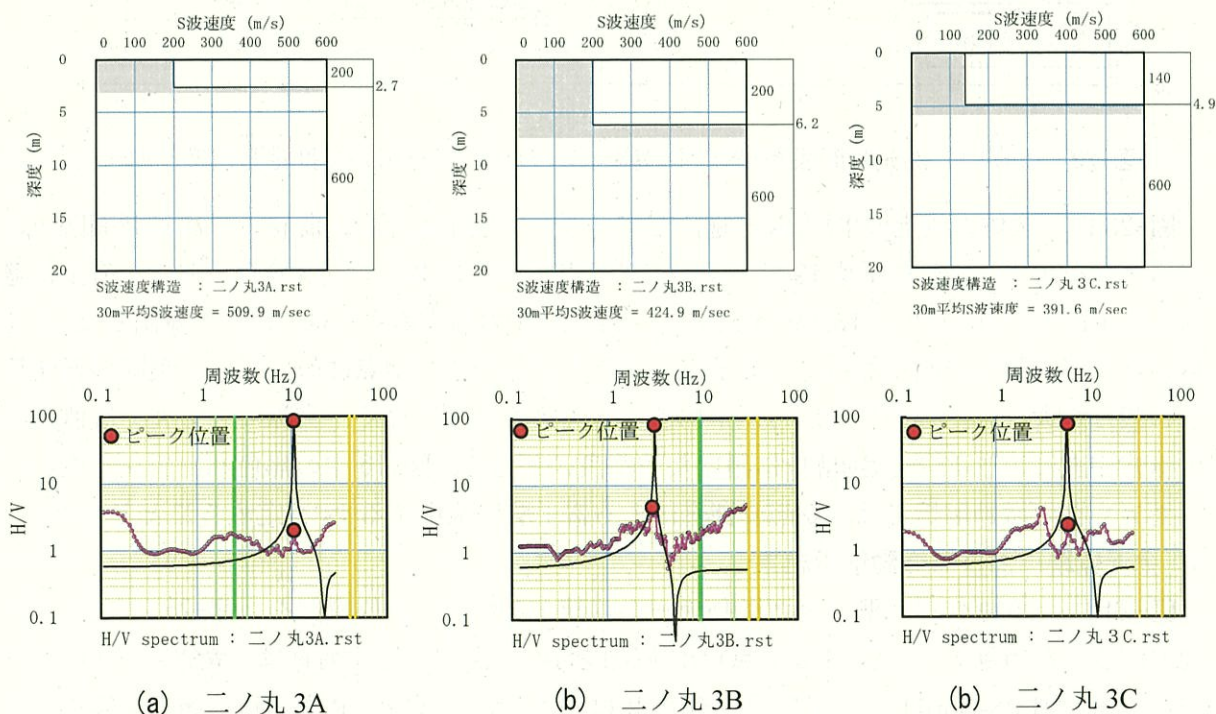 S波速度 (m/s)
0 100 200 300 400 500 600
0
5
10
15
20
深度 (m)
200
2.7
600
S波速度構造 : 二ノ丸3A.rst
30m平均S波速度 = 509.9 m/sec
S波速度 (m/s)
0 100 200 300 400 500 600
0
5
10
15
20
深度 (m)
200
6.2
600
S波速度構造 : 二ノ丸3B.rst
30m平均S波速度 = 424.9 m/sec
S波速度 (m/s)
0 100 200 300 400 500 600
0
5
10
15
20
深度 (m)
140
4.9
600
S波速度構造 : 二ノ丸３C.rst
30m平均S波速度 = 391.6 m/sec
周波数(Hz)
0.1 1 10 100
100
10
1
0.1
H/V
ピーク位置
H/V spectrum : 二ノ丸3A.rst
(a) 二ノ丸 3A
周波数(Hz)
0.1 1 10 100
100
10
1
0.1
H/V
ピーク位置
H/V spectrum : 二ノ丸3B.rst
(b) 二ノ丸 3B
周波数(Hz)
0.1 1 10 100
100
10
1
0.1
H/V
ピーク位置
H/V spectrum : 二ノ丸３C.rst
(b) 二ノ丸 3C